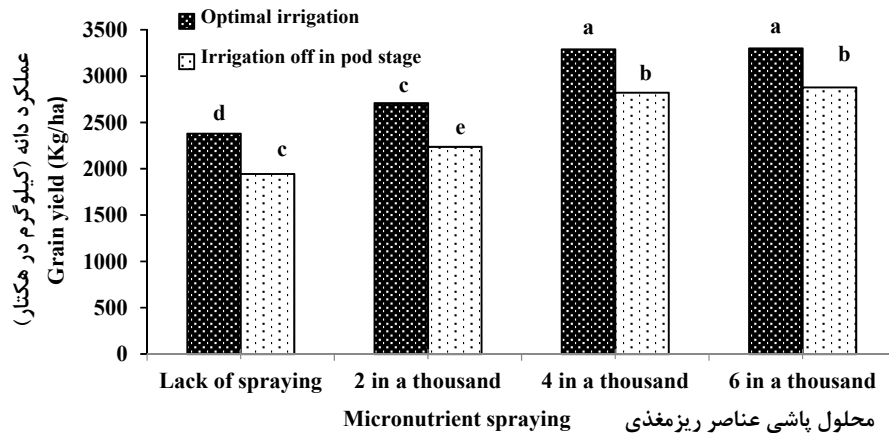 عملکرد دانه (کیلوگرم در هکتار)
Grain yield (Kg/ha)
3500
3000
2500
2000
1500
1000
500
0
Optimal irrigation
Irrigation off in pod stage
d
c
c
e
a
b
a
b
Lack of spraying
2 in a thousand
4 in a thousand
6 in a thousand
Micronutrient spraying محلول پاشی عناصر ریزمغذی